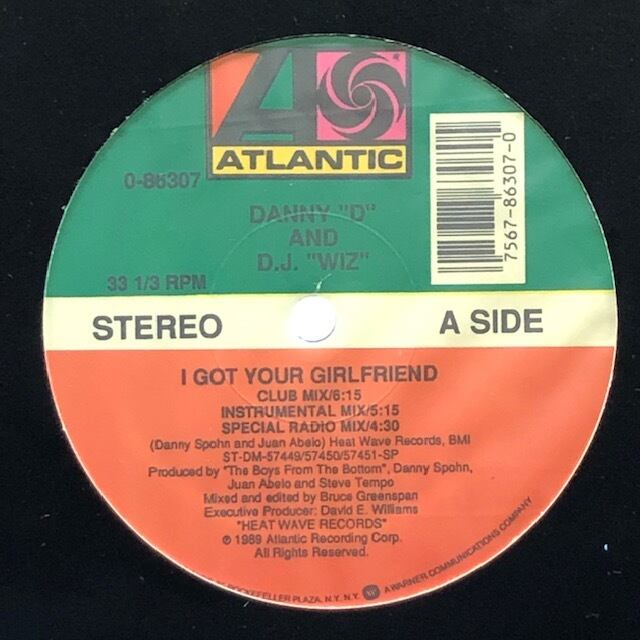 ATLANTIC
0-86307
7567-86307-0
DANNY "D"
AND
D.J. "WIZ"
33 1/3 RPM
STEREO
A SIDE
I GOT YOUR GIRLFRIEND
CLUB MIX/6:15
INSTRUMENTAL MIX/5:15
SPECIAL RADIO MIX/4:30
(Danny Spohn and Juan Abelo) Heat Wave Records, BMI
ST-DM-57449/57450/57451-SP
Produced by "The Boys From The Bottom", Danny Spohn,
Juan Abelo and Steve Tempo
Mixed and edited by Bruce Greenspan
Executive Producer: David E. Williams
"HEAT WAVE RECORDS"
℗ 1989 Atlantic Recording Corp.
All Rights Reserved.
ROCKEFELLER PLAZA, N.Y. N.Y. W A WARNER COMMUNICATIONS COMPANY